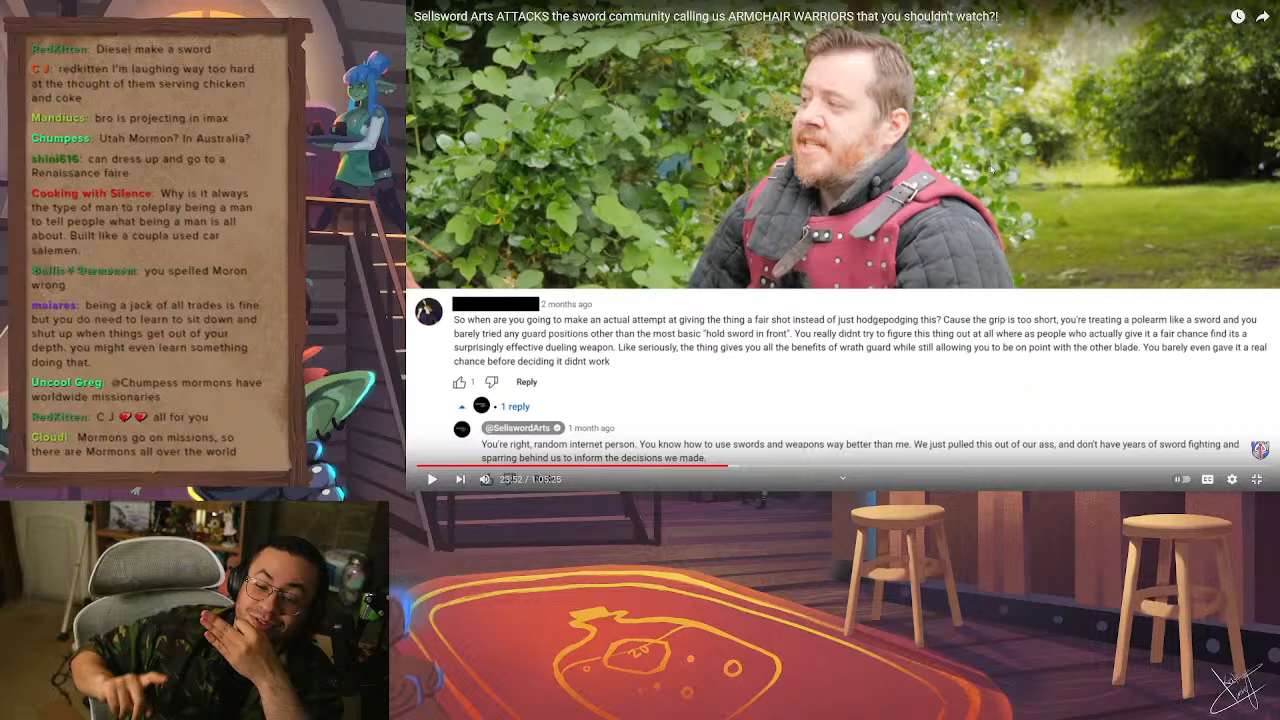 RedKitten: Diesel make a sword
C J: redkitten I'm laughing way too hard
at the thought of them serving chicken
and coke
Mandiucs: bro is projecting in imax
Chumpess: Utah Mormon? In Australia?
shini616: can dress up and go to a
Renaissance faire
Cooking with Silence: Why is it always
the type of man to roleplay being a man
to tell people what being a man is all
about. Built like a coupla used car
salemen.
you spelled Moron
wrong
maiares: being a jack of all trades is fine
but you do need to learn to sit down and
shut up when things get out of your
depth. you might even learn something
doing that.
Uncool Greg: @Chumpess mormons have
worldwide missionaries
RedKitten: C J 💔💔 all for you
Cloudi: Mormons go on missions, so
there are Mormons all over the world
Sellsword Arts ATTACKS the sword community calling us ARMCHAIR WARRIORS that you shouldn't watch?!
2 months ago
So when are you going to make an actual attempt at giving the thing a fair shot instead of just hodgepodging this? Cause the grip is too short, you're treating a polearm like a sword and you
barely tried any guard positions other than the most basic "hold sword in front". You really didnt try to figure this thing out at all where as people who actually give it a fair chance find its a
surprisingly effective dueling weapon. Like seriously, the thing gives you all the benefits of wrath guard while still allowing you to be on point with the other blade. You barely even gave it a real
chance before deciding it didnt work
1 Reply
1 reply
@SellswordArts 1 month ago
You're right, random internet person. You know how to use swords and weapons way better than me. We just pulled this out of our ass, and don't have years of sword fighting and
sparring behind us to inform the decisions we made.
23:52 / 1:05:25
CC
20